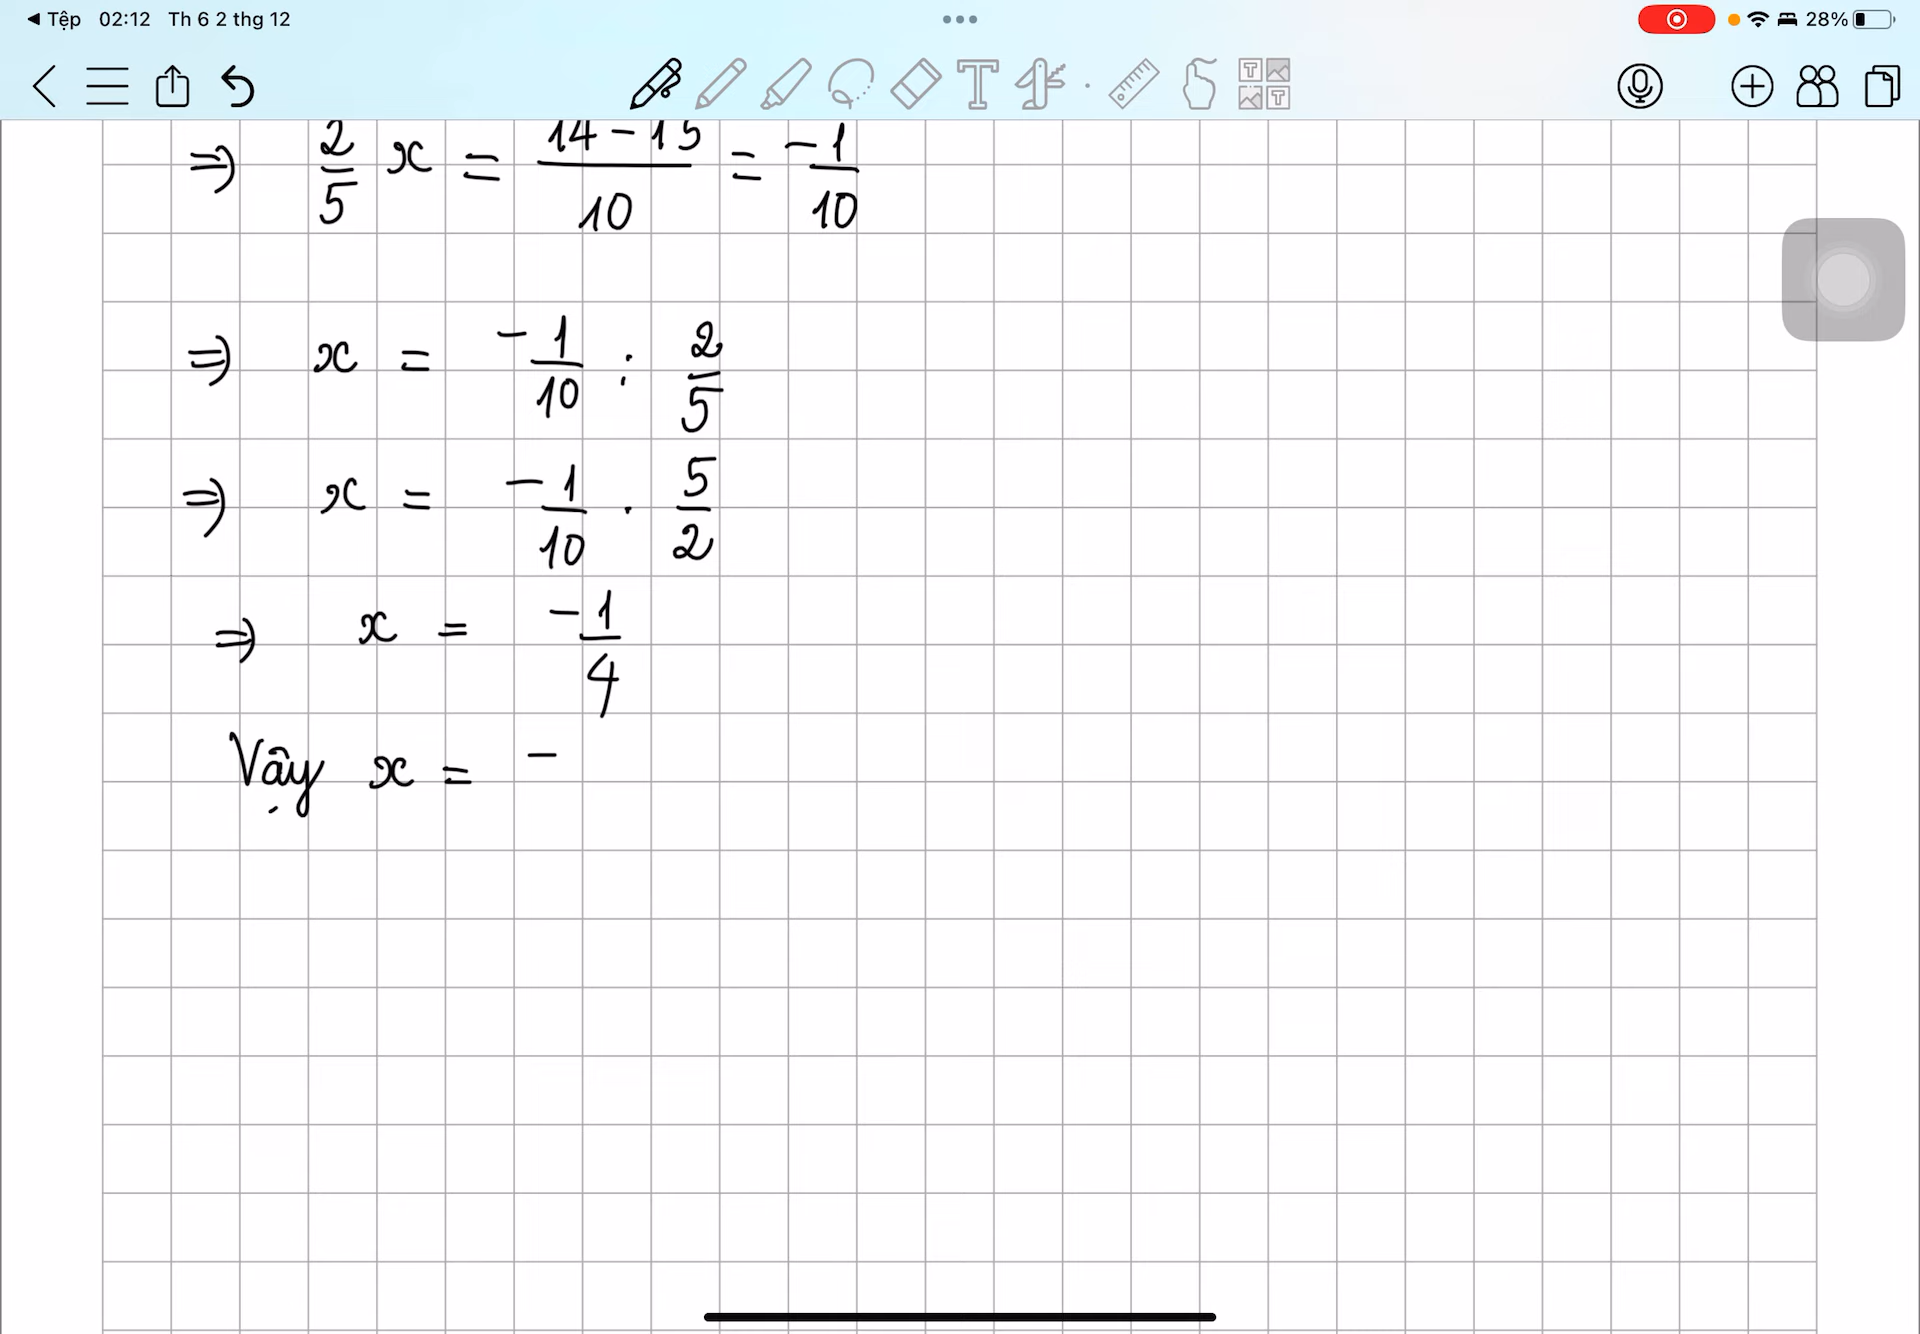 ◀ Tệp 02:12 Th 6 2 thg 12 28%
⇒ 2/5 x = (14 - 15)/10 = -1/10
⇒ x = -1/10 : 2/5
⇒ x = -1/10 . 5/2
⇒ x = -1/4
Vậy x = -